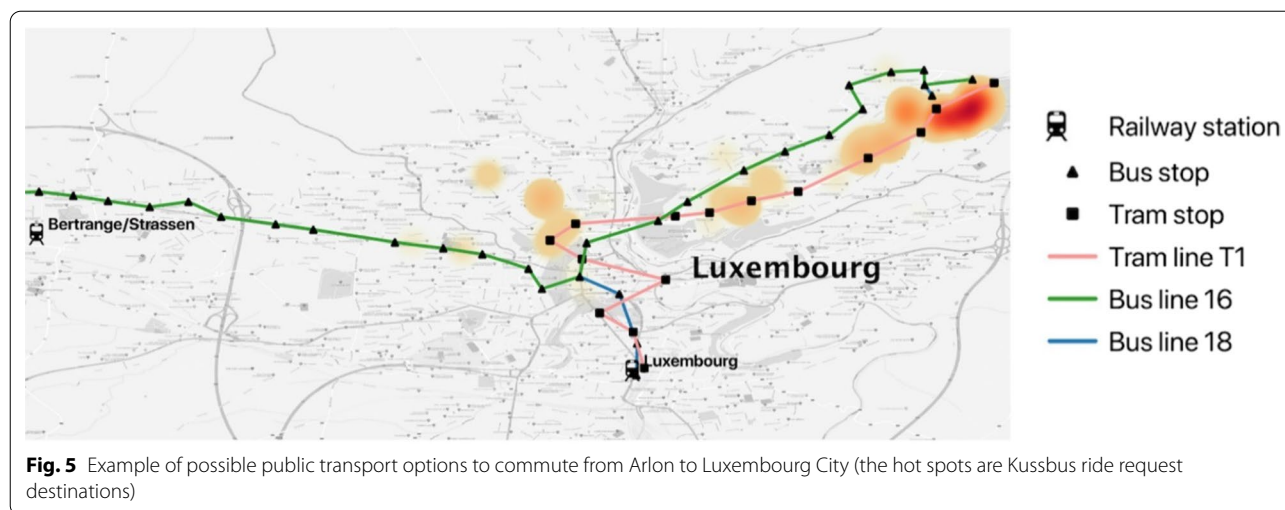 Bertrange/Strassen
Luxembourg
Luxembourg
Railway station
Bus stop
Tram stop
Tram line T1
Bus line 16
Bus line 18
Fig. 5 Example of possible public transport options to commute from Arlon to Luxembourg City (the hot spots are Kussbus ride request
destinations)